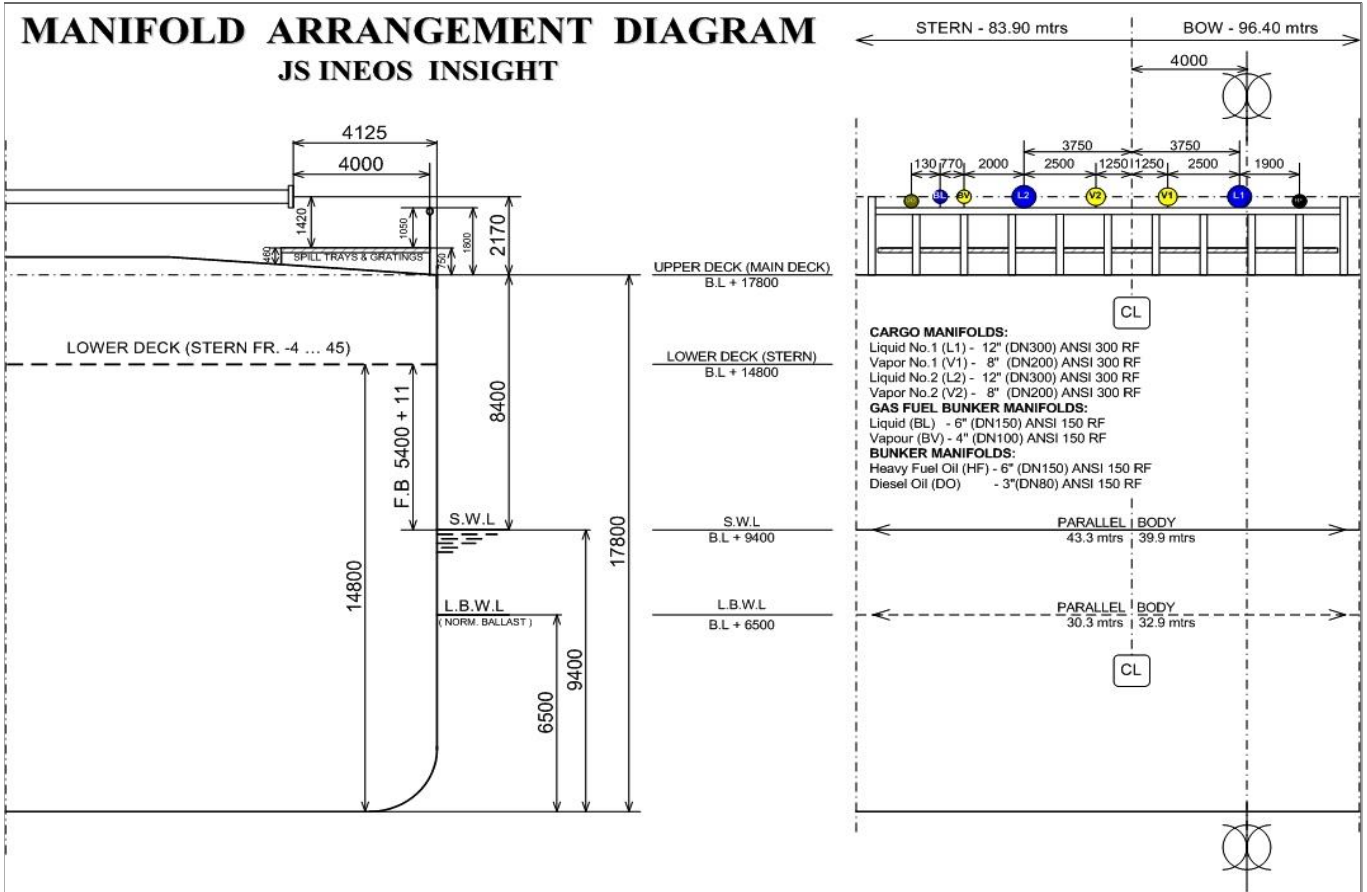 MANIFOLD ARRANGEMENT DIAGRAM
JS INEOS INSIGHT
STERN - 83.90 mtrs
BOW - 96.40 mtrs
4000
4125
4000
3750
3750
130
770
2000
2500
1250
1250
2500
1900
BL
BV
L2
V2
V1
L1
1420
1050
1800
2170
460
SPILL TRAYS & GRATINGS
750
UPPER DECK (MAIN DECK)
B.L + 17800
CL
LOWER DECK (STERN FR. -4 ... 45)
LOWER DECK (STERN)
B.L + 14800
CARGO MANIFOLDS:
Liquid No.1 (L1) - 12" (DN300) ANSI 300 RF
Vapor No.1 (V1) - 8" (DN200) ANSI 300 RF
Liquid No.2 (L2) - 12" (DN300) ANSI 300 RF
Vapor No.2 (V2) - 8" (DN200) ANSI 300 RF
GAS FUEL BUNKER MANIFOLDS:
Liquid (BL) - 6" (DN150) ANSI 150 RF
Vapour (BV) - 4" (DN100) ANSI 150 RF
BUNKER MANIFOLDS:
Heavy Fuel Oil (HF) - 6" (DN150) ANSI 150 RF
Diesel Oil (DO) - 3"(DN80) ANSI 150 RF
F.B 5400 + 11
8400
S.W.L
S.W.L
B.L + 9400
PARALLEL BODY
43.3 mtrs 39.9 mtrs
17800
14800
L.B.W.L
( NORM. BALLAST )
L.B.W.L
B.L + 6500
PARALLEL BODY
30.3 mtrs 32.9 mtrs
9400
6500
CL